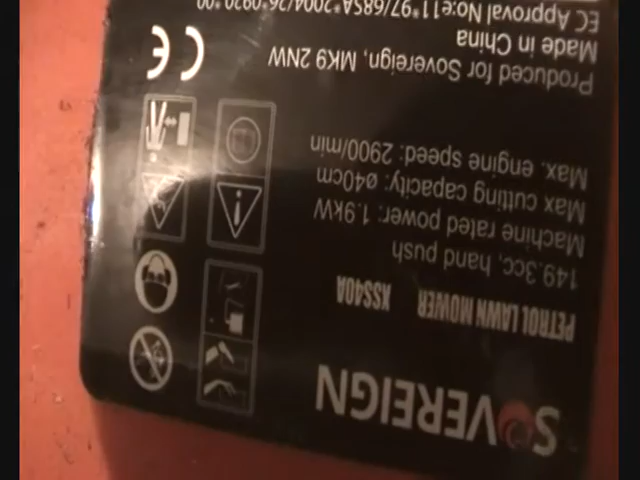 SOVEREIGN
PETROL LAWN MOWER XSS40A
149.3cc, hand push
Machine rated power: 1.9kW
Max cutting capacity: ø40cm
Max. engine speed: 2900/min
Produced for Sovereign, MK9 2NW
Made in China
EC Approval No:e11*97/68SA*2004/26*0920*00
CE